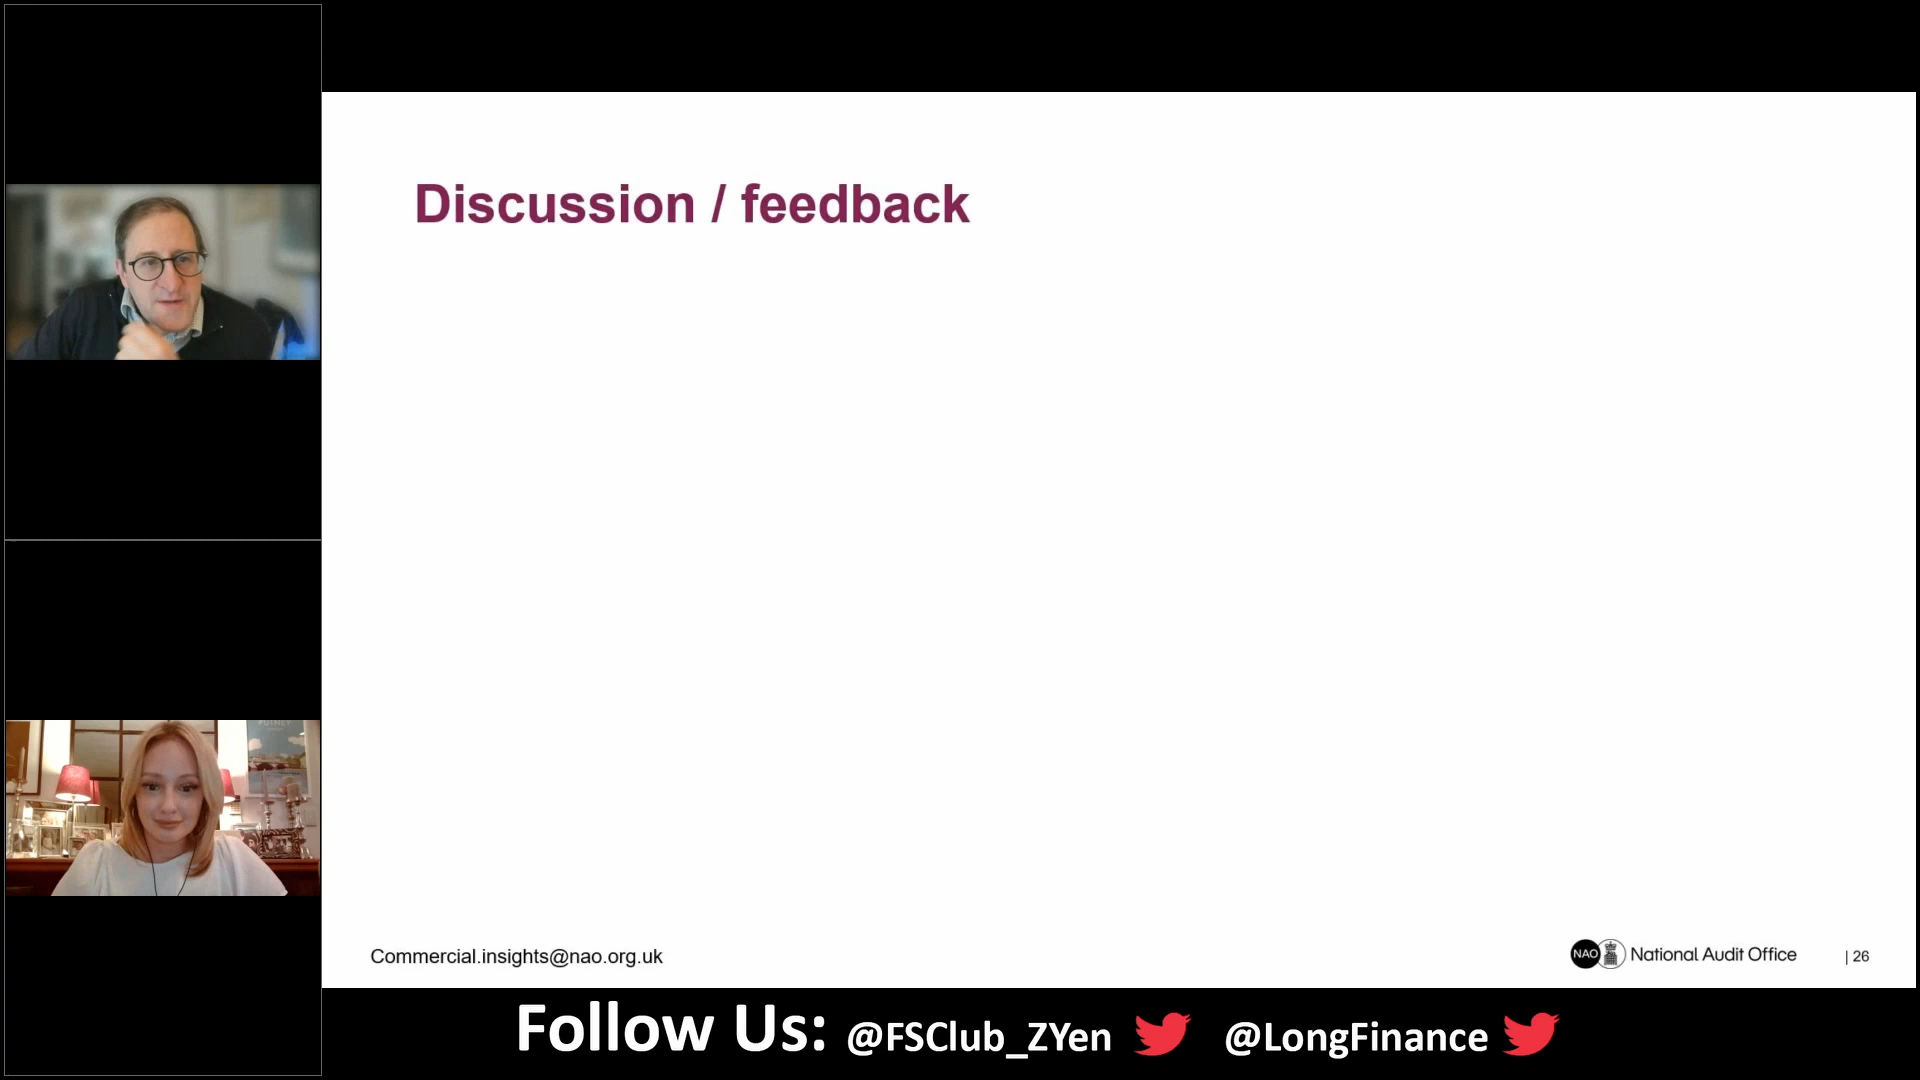 Discussion / feedback
Commercial.insights@nao.org.uk
NAO National Audit Office
| 26
Follow Us: @FSClub_ZYen @LongFinance